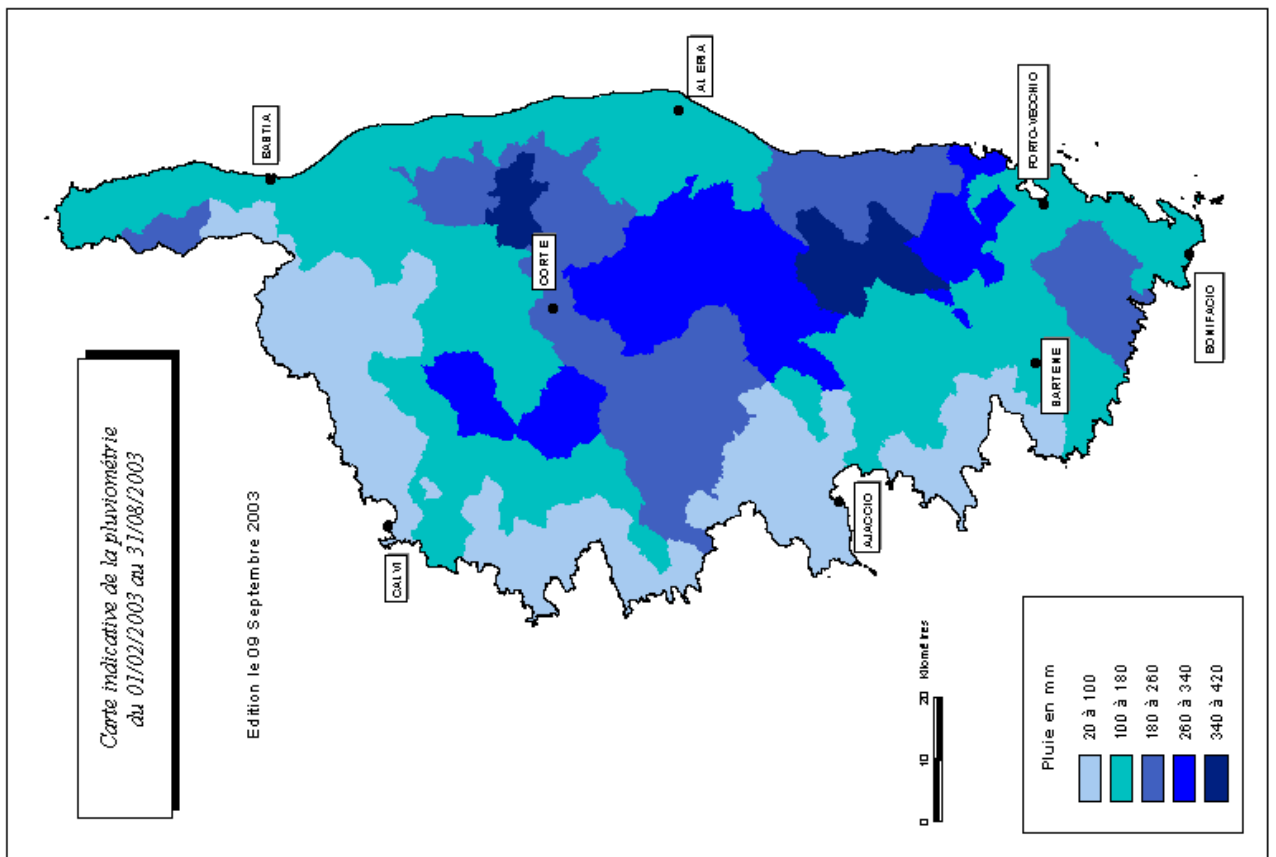 Carte indicative de la pluviométrie
du 01/02/2003 au 31/08/2003
Edition le 09 Septembre 2003
BABTIA
CALVI
CORTE
ALERIA
AJACCIO
BARTENE
PORTO-VECCHIO
BONIFACIO
0 10 20
Kilomètres
Pluie en mm
20 à 100
100 à 180
180 à 260
260 à 340
340 à 420